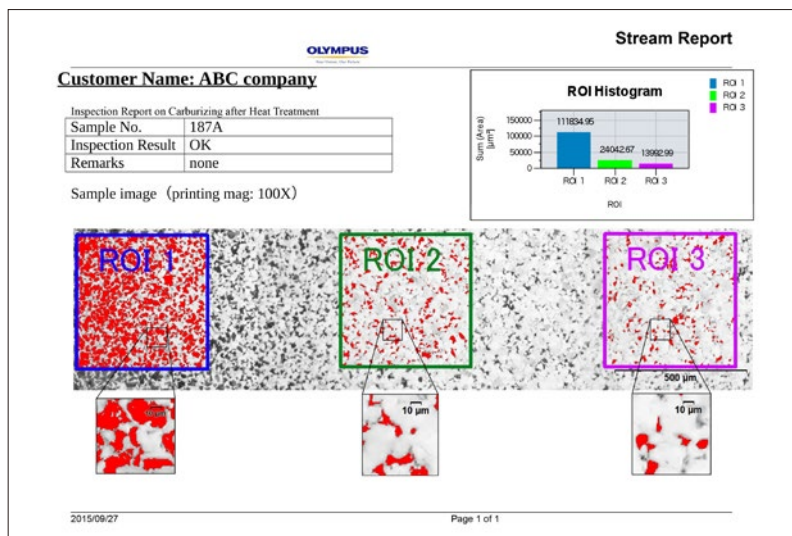 Stream Report
OLYMPUS
Customer Name: ABC company
Inspection Report on Carburizing after Heat Treatment
Sample No. 187A
Inspection Result OK
Remarks none
Sample image (printing mag: 100X)
ROI Histogram
ROI 1
ROI 2
ROI 3
Sum (Area)
[µm²]
150000
100000
50000
0
111834.95
24042.67
13992.99
ROI 1 ROI 2 ROI 3
ROI
ROI 1
ROI 2
ROI 3
500 µm
10 µm
10 µm
2015/09/27 Page 1 of 1